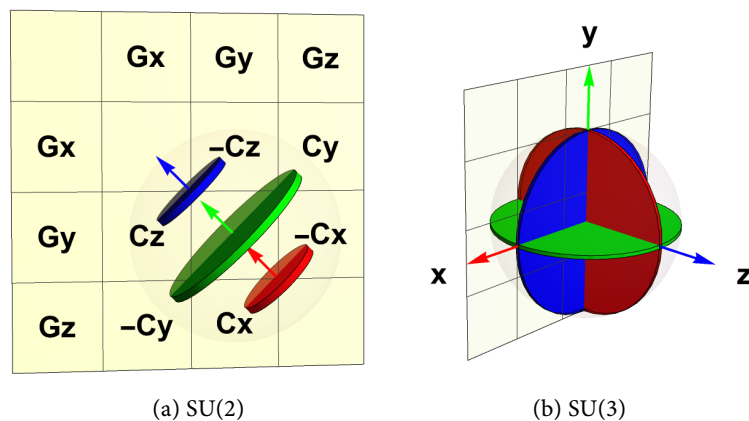 Gx Gy Gz
Gx -Cz Cy
Gy Cz -Cx
Gz -Cy Cx
(a) SU(2)
y
x
z
(b) SU(3)